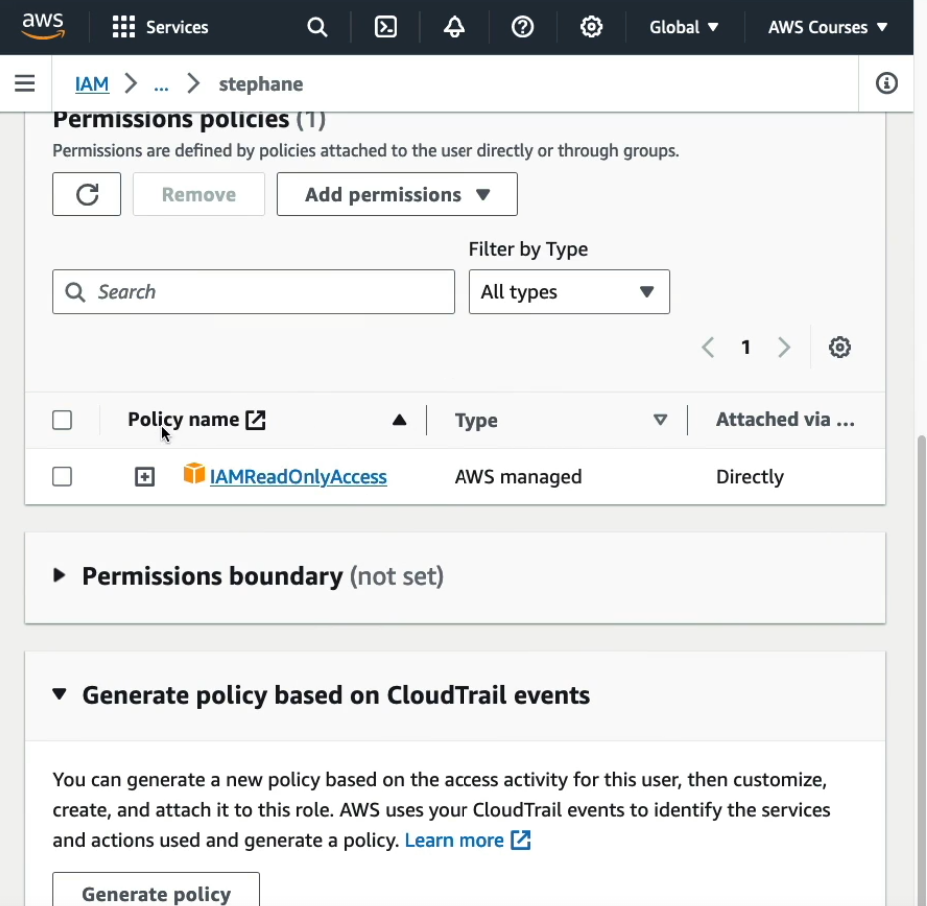 aws Services Global AWS Courses
IAM ... stephane
Permissions policies (1)
Permissions are defined by policies attached to the user directly or through groups.
Remove Add permissions
Filter by Type
Search All types
1
Policy name Type Attached via ...
IAMReadOnlyAccess AWS managed Directly
Permissions boundary (not set)
Generate policy based on CloudTrail events
You can generate a new policy based on the access activity for this user, then customize,
create, and attach it to this role. AWS uses your CloudTrail events to identify the services
and actions used and generate a policy. Learn more
Generate policy